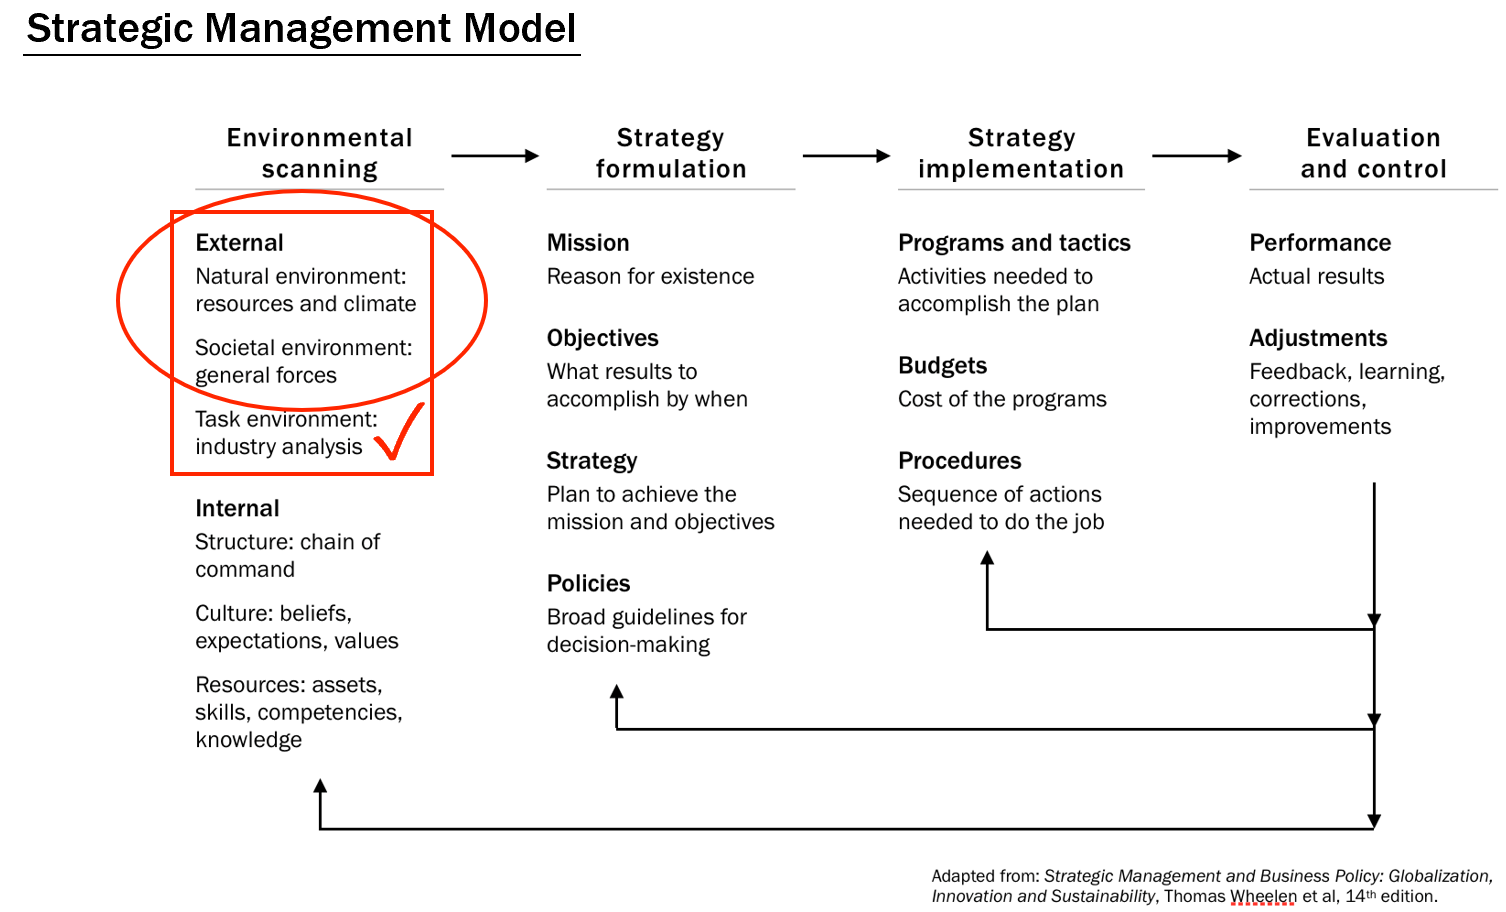 Strategic Management Model
Environmental
scanning
External
Natural environment:
resources and climate
Societal environment:
general forces
Task environment:
industry analysis
Internal
Structure: chain of
command
Culture: beliefs,
expectations, values
Resources: assets,
skills, competencies,
knowledge
Strategy
formulation
Mission
Reason for existence
Objectives
What results to
accomplish by when
Strategy
Plan to achieve the
mission and objectives
Policies
Broad guidelines for
decision-making
Strategy
implementation
Programs and tactics
Activities needed to
accomplish the plan
Budgets
Cost of the programs
Procedures
Sequence of actions
needed to do the job
Evaluation
and control
Performance
Actual results
Adjustments
Feedback, learning,
corrections,
improvements
Adapted from: Strategic Management and Business Policy: Globalization,
Innovation and Sustainability, Thomas Wheelen et al, 14th edition.